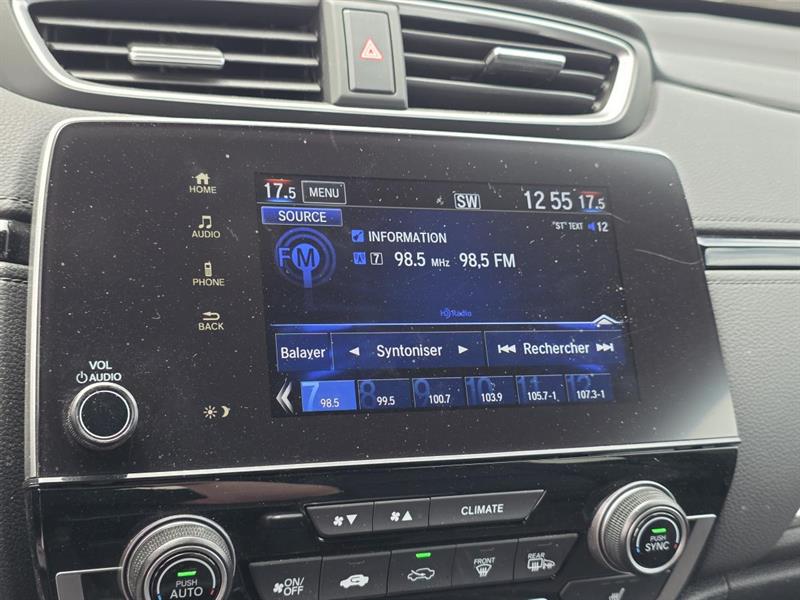 HOME
AUDIO
PHONE
BACK
VOL
AUDIO
17.5 MENU SW 12 55 17.5
SOURCE "ST" TEXT 12
FM INFORMATION
7 98.5 MHz 98,5 FM
HD Radio
Balayer Syntoniser Rechercher
7 8 9 10 11 12
98.5 99.5 100.7 103.9 105.7-1 107.3-1
CLIMATE
PUSH
AUTO
ON/
OFF
FRONT
REAR
PUSH
SYNC